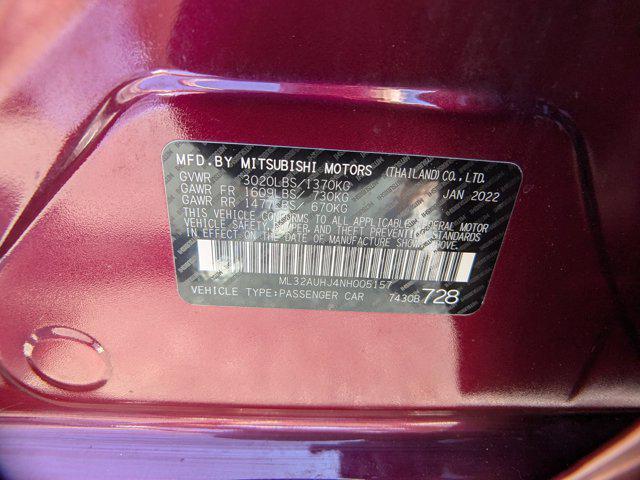 MFD.BY MITSUBISHI MOTORS (THAILAND)CO.,LTD.
GVWR 3020LBS/1370KG JAN 2022
GAWR FR 1609LBS/ 730KG
GAWR RR 1477LBS/ 670KG
THIS VEHICLE CONFORMS TO ALL APPLICABLE FEDERAL MOTOR
VEHICLE SAFETY, BUMPER, AND THEFT PREVENTION STANDARDS
IN EFFECT ON THE DATE OF MANUFACTURE SHOWN ABOVE.
ML32AUHJ4NH005157
VEHICLE TYPE:PASSENGER CAR 7430B 728